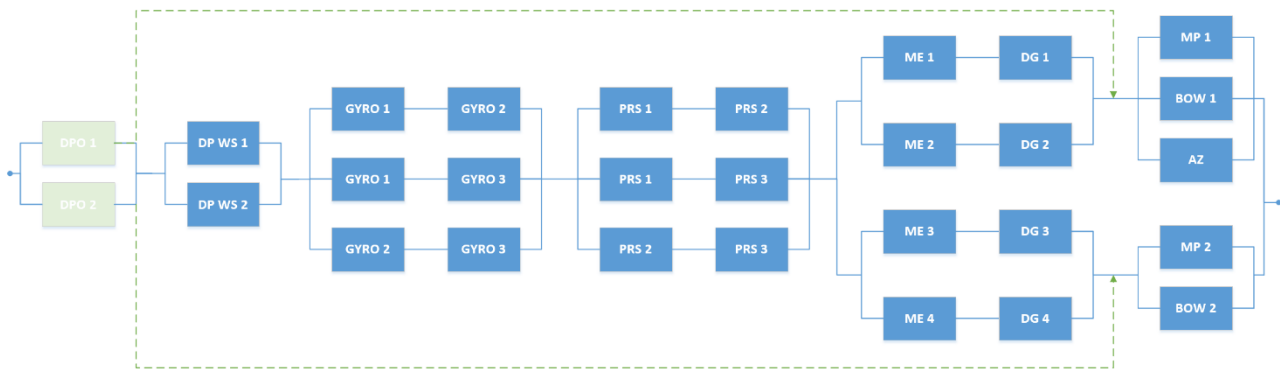 DPO 1
DPO 2
DP WS 1
DP WS 2
GYRO 1
GYRO 2
GYRO 1
GYRO 3
GYRO 2
GYRO 3
PRS 1
PRS 2
PRS 1
PRS 3
PRS 2
PRS 3
ME 1
DG 1
ME 2
DG 2
ME 3
DG 3
ME 4
DG 4
MP 1
BOW 1
AZ
MP 2
BOW 2